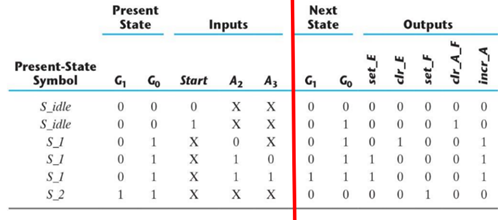 Present State Inputs Next State Outputs
Present-State Symbol G1 G0 Start A2 A3 G1 G0 set_E clr_E set_F clr_A_F incr_A
S_idle 0 0 0 X X 0 0 0 0 0 0 0
S_idle 0 0 1 X X 0 1 0 0 0 1 0
S_1 0 1 X 0 X 0 1 0 1 0 0 1
S_1 0 1 X 1 0 0 1 1 0 0 0 1
S_1 0 1 X 1 1 1 1 1 0 0 0 1
S_2 1 1 X X X 0 0 0 0 1 0 0